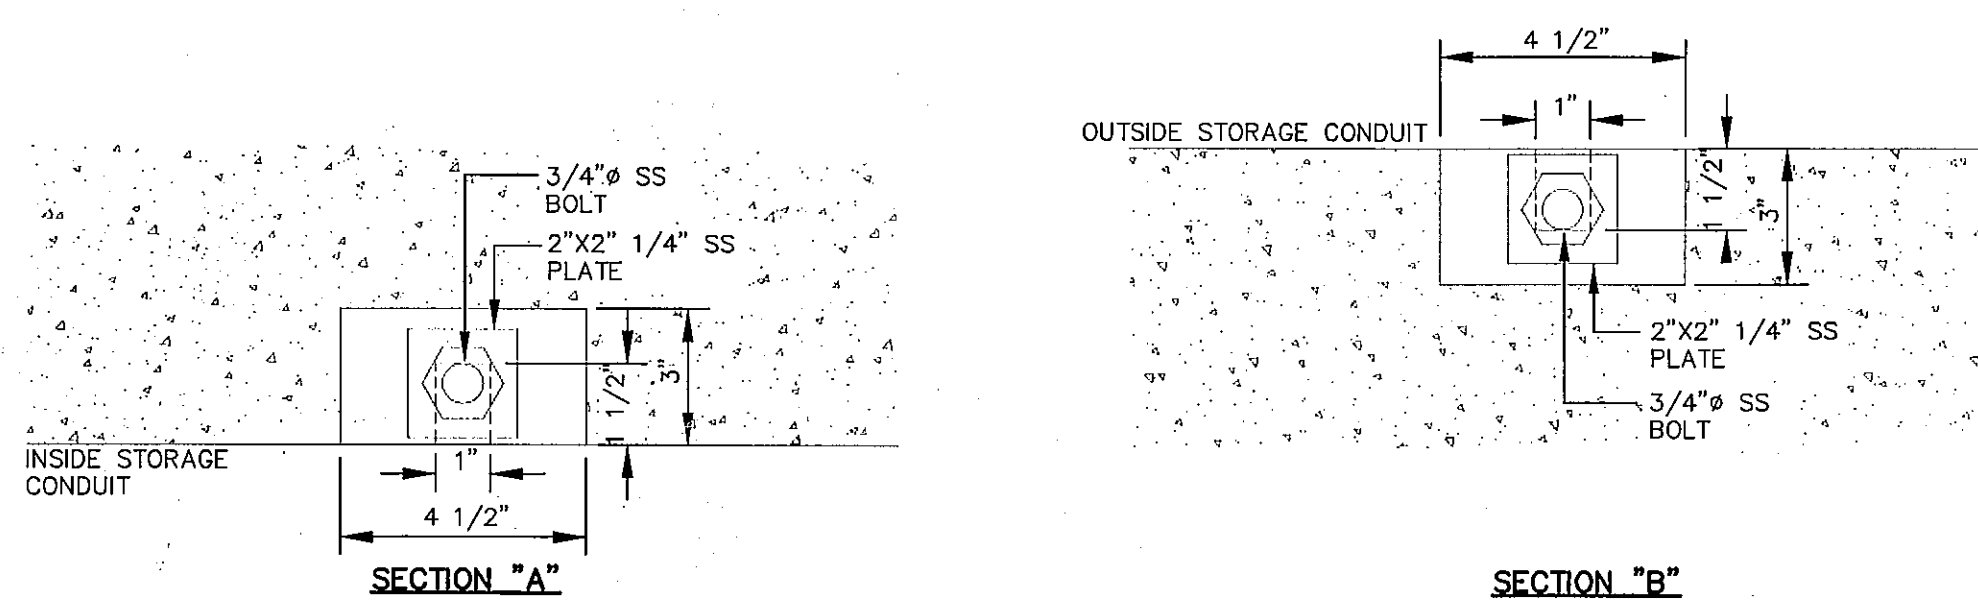 3/4"ø SS
BOLT
2"X2" 1/4" SS
PLATE
1 1/2"
3"
INSIDE STORAGE
CONDUIT
1"
4 1/2"
SECTION "A"
4 1/2"
1"
OUTSIDE STORAGE CONDUIT
1 1/2"
3"
2"X2" 1/4" SS
PLATE
3/4"ø SS
BOLT
SECTION "B"